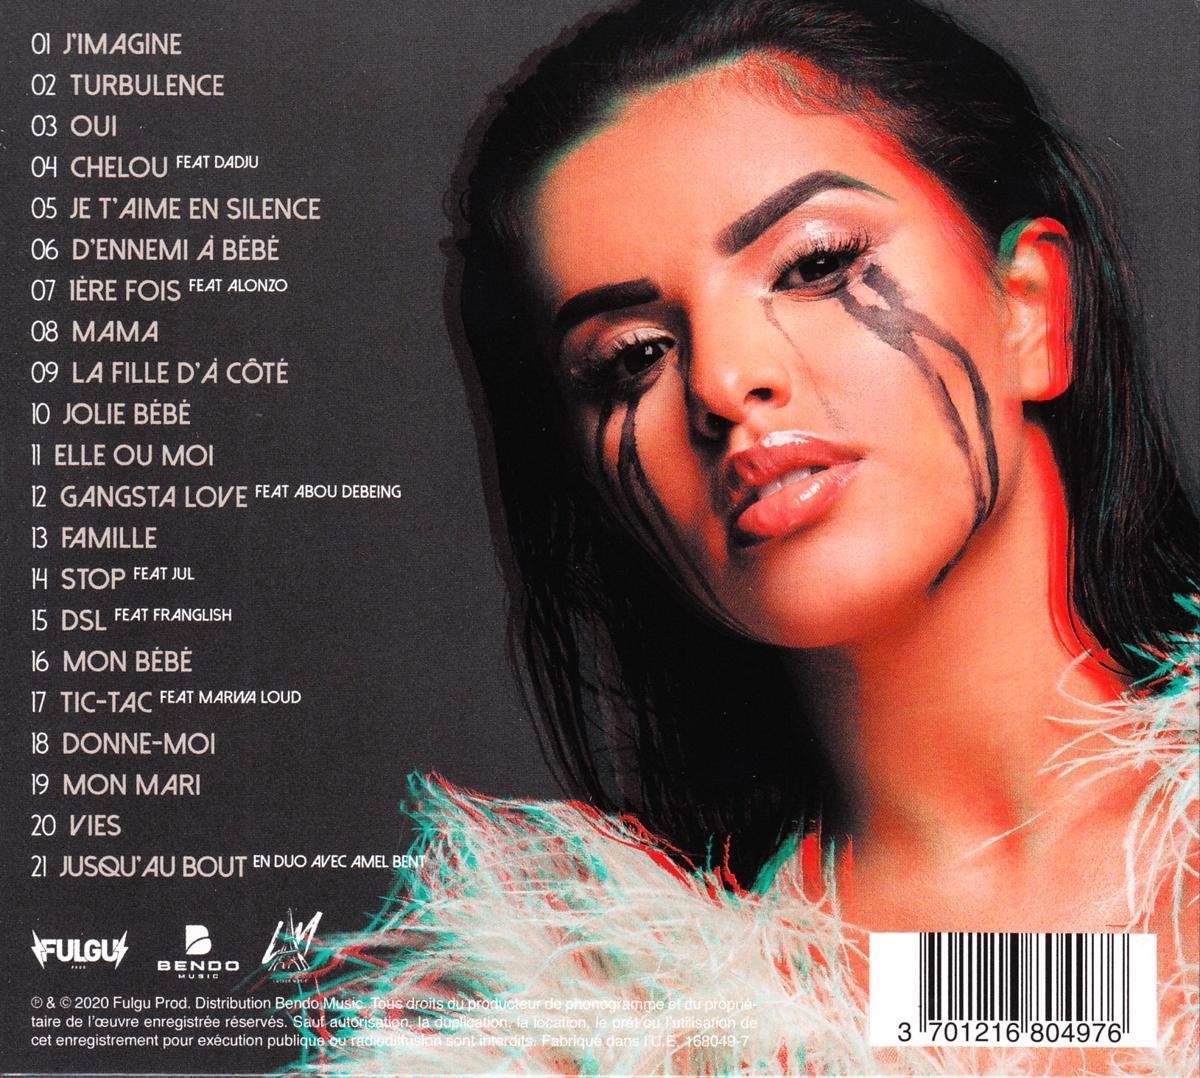 01 J'IMAGINE
02 TURBULENCE
03 OUI
04 CHELOU FEAT DADJU
05 JE T'AIME EN SILENCE
06 D'ENNEMI À BÉBÉ
07 1ÈRE FOIS FEAT ALONZO
08 MAMA
09 LA FILLE D'À CÔTÉ
10 JOLIE BÉBÉ
11 ELLE OU MOI
12 GANGSTA LOVE FEAT ABOU DEBEING
13 FAMILLE
14 STOP FEAT JUL
15 DSL FEAT FRANGLISH
16 MON BÉBÉ
17 TIC-TAC FEAT MARWA LOUD
18 DONNE-MOI
19 MON MARI
20 VIES
21 JUSQU'AU BOUT EN DUO AVEC AMEL BENT
FULGU
PROD
BENDO
MUSIC
℗ & © 2020 Fulgu Prod. Distribution Bendo Music. Tous droits du producteur de phonogramme et du proprié-
taire de l'œuvre enregistrée réservés. Sauf autorisation, la duplication, la location, le prêt ou l'utilisation de
cet enregistrement pour exécution publique ou radiodiffusion sont interdits. Fabriqué dans l'U.E. 168049-7
3 701216 804976